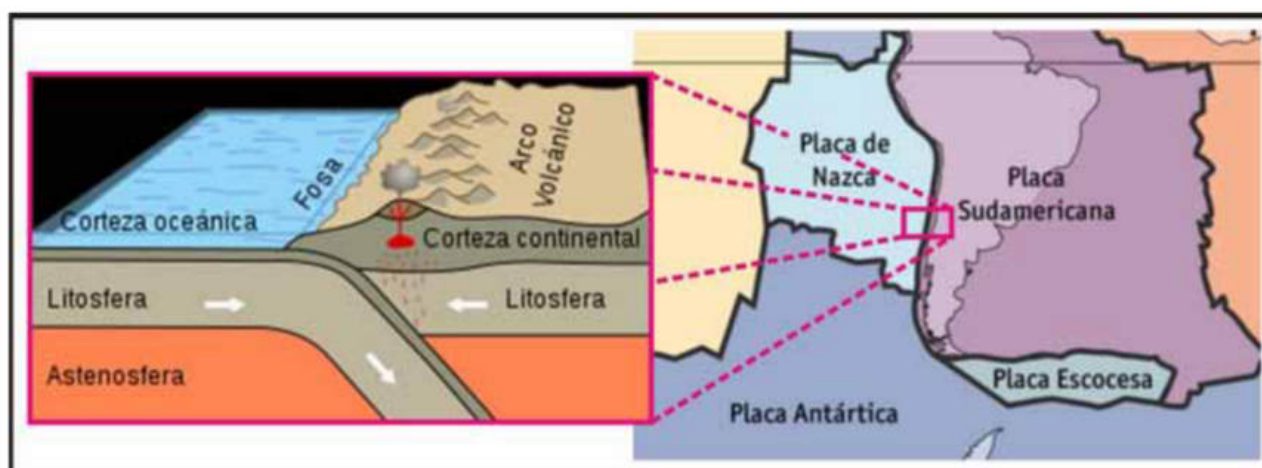 Fosa
Arco
Volcánico
Corteza oceánica
Corteza continental
Litosfera
Litosfera
Astenosfera
Placa de
Nazca
Placa
Sudamericana
Placa Escocesa
Placa Antártica